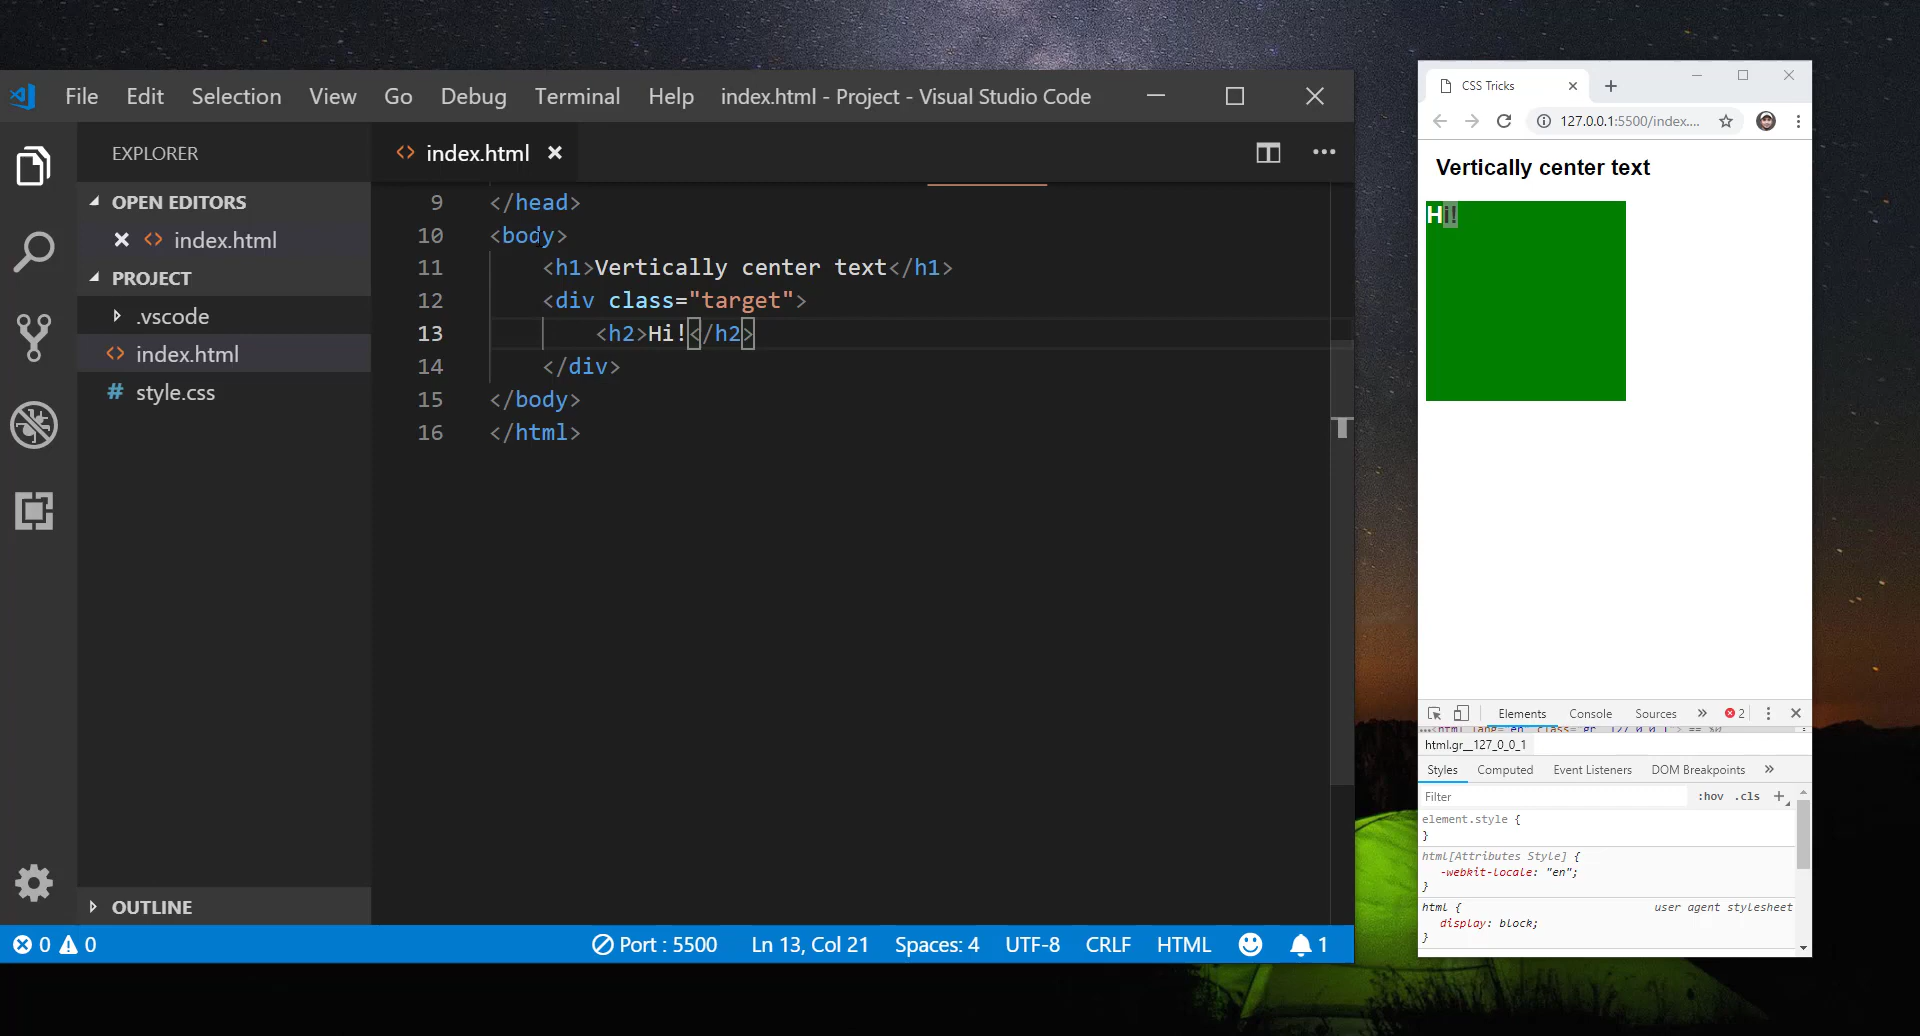 File Edit Selection View Go Debug Terminal Help index.html - Project - Visual Studio Code
EXPLORER
OPEN EDITORS
index.html
PROJECT
.vscode
index.html
style.css
OUTLINE
index.html
9 </head>
10 <body>
11 <h1>Vertically center text</h1>
12 <div class="target">
13 <h2>Hi!</h2>
14 </div>
15 </body>
16 </html>
0 0 Port : 5500 Ln 13, Col 21 Spaces: 4 UTF-8 CRLF HTML 1
CSS Tricks
127.0.0.1:5500/index....
Vertically center text
Hi!
Elements Console Sources » 2
html.gr__127_0_0_1
Styles Computed Event Listeners DOM Breakpoints »
Filter :hov .cls +
element.style {
}
html[Attributes Style] {
-webkit-locale: "en";
}
html { user agent stylesheet
display: block;
}